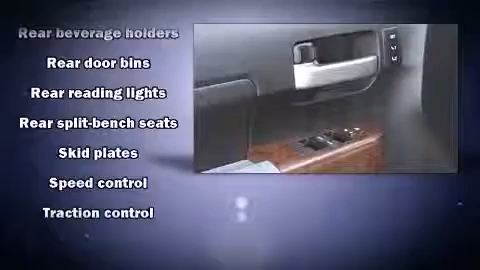 Rear beverage holders
Rear door bins
Rear reading lights
Rear split-bench seats
Skid plates
Speed control
Traction control